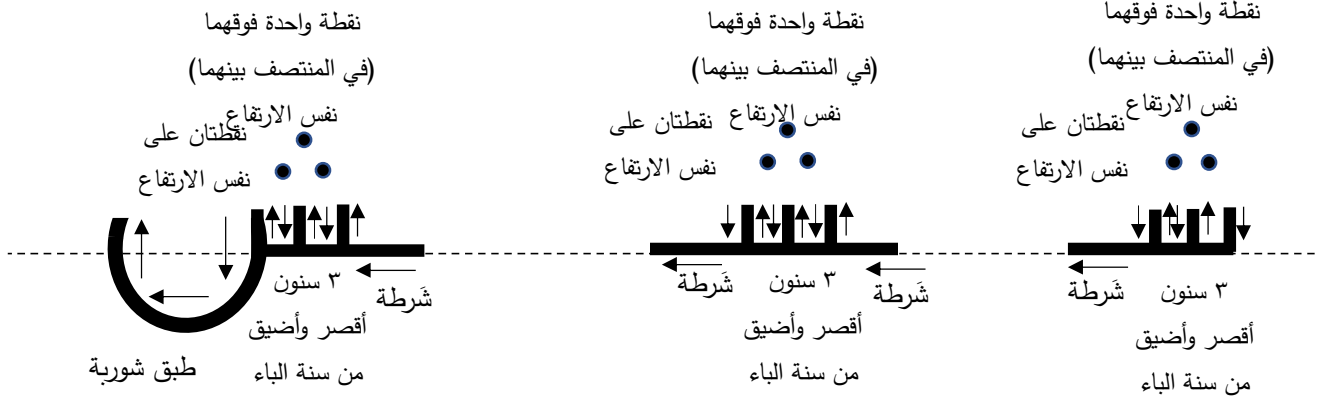 نقطة واحدة فوقهما
(في المنتصف بينهما)
نفس الارتفاع
نقطتان على
نفس الارتفاع
٣ سنون
شَرطة
أقصر وأضيق
من سنة الباء
نقطة واحدة فوقهما
(في المنتصف بينهما)
نفس الارتفاع
نقطتان على
نفس الارتفاع
شَرطة
٣ سنون
شَرطة
أقصر وأضيق
من سنة الباء
نقطة واحدة فوقهما
(في المنتصف بينهما)
نفس الارتفاع
نقطتان على
نفس الارتفاع
شَرطة
٣ سنون
أقصر وأضيق
من سنة الباء
طبق شوربة